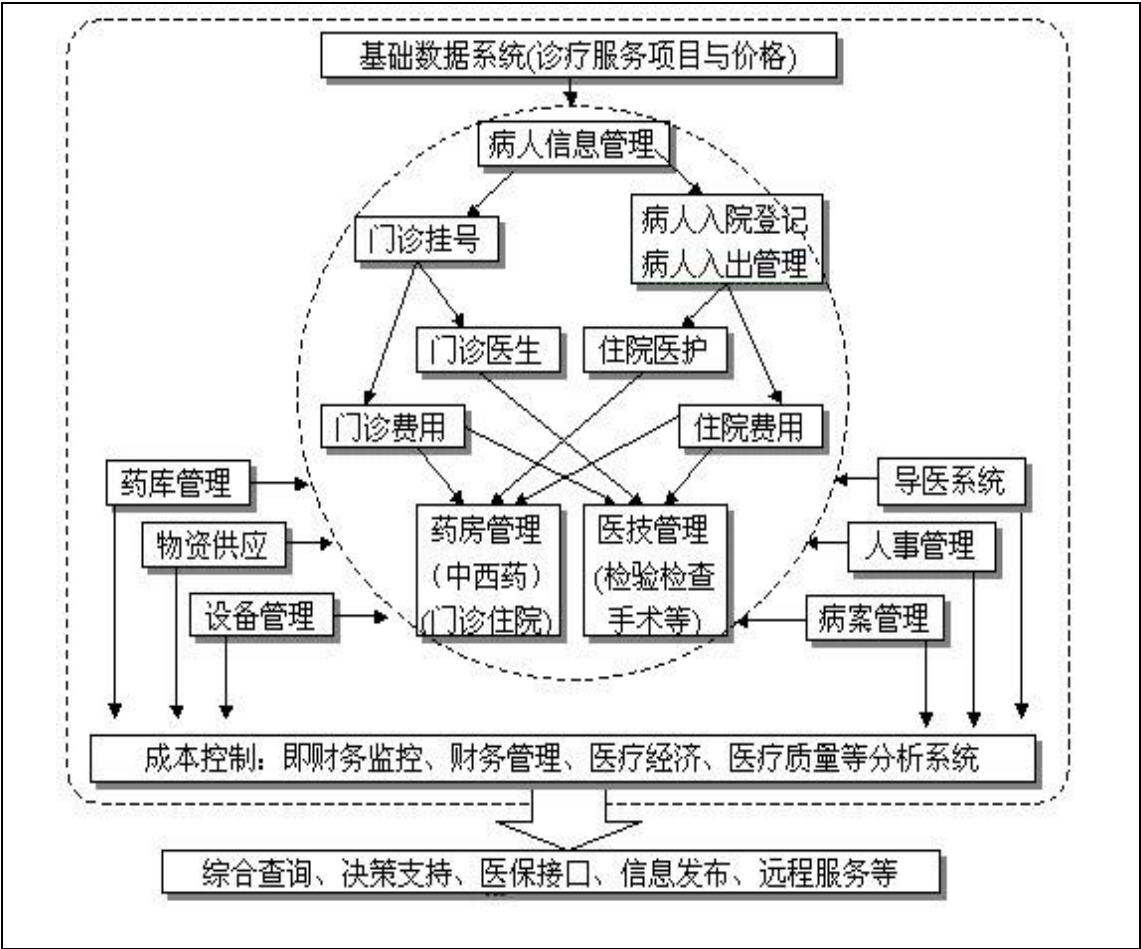 基础数据系统(诊疗服务项目与价格)
病人信息管理
门诊挂号
病人入院登记
病人入出管理
门诊医生
住院医护
门诊费用
住院费用
药库管理
导医系统
药房管理
(中西药)
(门诊住院)
医技管理
(检验检查
手术等)
物资供应
人事管理
设备管理
病案管理
成本控制：即财务监控、财务管理、医疗经济、医疗质量等分析系统
综合查询、决策支持、医保接口、信息发布、远程服务等